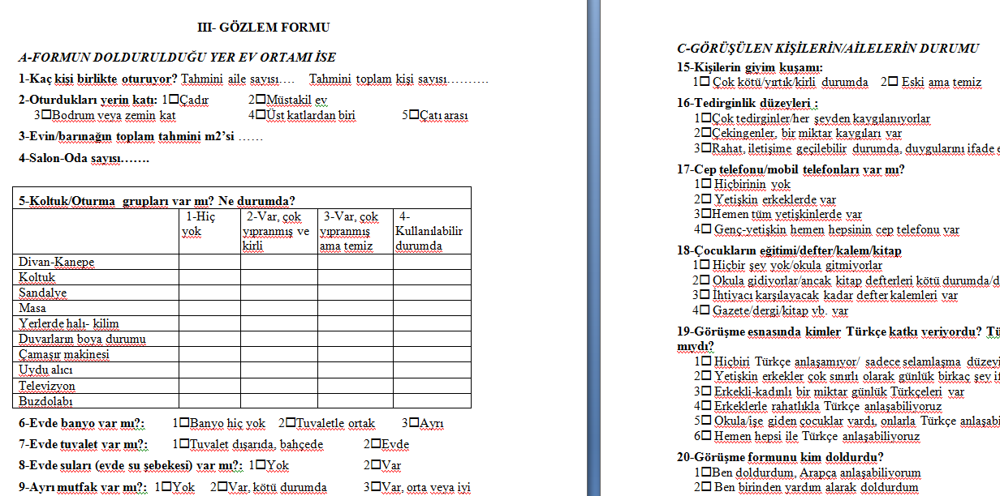 III- GÖZLEM FORMU
A-FORMUN DOLDURULDUĞU YER EV ORTAMI İSE
1-Kaç kişi birlikte oturuyor? Tahmini aile sayısı…. Tahmini toplam kişi sayısı……….
2-Oturdukları yerin katı: 1☐Çadır 2☐Müstakil ev
3☐Bodrum veya zemin kat 4☐Üst katlardan biri 5☐Çatı arası
3-Evin/barınağın toplam tahmini m2’si ……
4-Salon-Oda sayısı…….
5-Koltuk/Oturma grupları var mı? Ne durumda?
1-Hiç yok 2-Var, çok yıpranmış ve kirli 3-Var, çok yıpranmış ama temiz 4-Kullanılabilir durumda
Divan-Kanepe
Koltuk
Sandalye
Masa
Yerlerde halı- kilim
Duvarların boya durumu
Çamaşır makinesi
Uydu alıcı
Televizyon
Buzdolabı
6-Evde banyo var mı?: 1☐Banyo hiç yok 2☐Tuvaletle ortak 3☐Ayrı
7-Evde tuvalet var mı?: 1☐Tuvalet dışarıda, bahçede 2☐Evde
8-Evde suları (evde su şebekesi) var mı?: 1☐Yok 2☐Var
9-Ayrı mutfak var mı?: 1☐Yok 2☐Var, kötü durumda 3☐Var, orta veya iyi
C-GÖRÜŞÜLEN KİŞİLERİN/AİLELERİN DURUMU
15-Kişilerin giyim kuşamı:
1☐ Çok kötü/yırtık/kirli durumda 2☐ Eski ama temiz
16-Tedirginlik düzeyleri :
1☐Çok tedirginler/her şeyden kaygılanıyorlar
2☐Çekingenler, bir miktar kaygıları var
3☐Rahat, iletişime geçilebilir durumda, duygularını ifade e
17-Cep telefonu/mobil telefonları var mı?
1☐ Hiçbirinin yok
2☐ Yetişkin erkeklerde var
3☐Hemen tüm yetişkinlerde var
4☐ Genç-yetişkin hemen hepsinin cep telefonu var
18-Çocukların eğitimi/defter/kalem/kitap
1☐ Hiçbir şey yok/okula gitmiyorlar
2☐ Okula gidiyorlar/ancak kitap defterleri kötü durumda/d
3☐ İhtiyacı karşılayacak kadar defter kalemleri var
4☐ Gazete/dergi/kitap vb. var
19-Görüşme esnasında kimler Türkçe katkı veriyordu? Tü
mıydı?
1☐ Hiçbiri Türkçe anlaşamıyor/ sadece selamlaşma düzeyi
2☐ Yetişkin erkekler çok sınırlı olarak günlük birkaç şey if
3☐ Erkekli-kadınlı bir miktar günlük Türkçeleri var
4☐ Erkeklerle rahatlıkla Türkçe anlaşabiliyoruz
5☐ Okula/işe giden çocuklar vardı, onlarla Türkçe anlaşabi
6☐ Hemen hepsi ile Türkçe anlaşabiliyoruz
20-Görüşme formunu kim doldurdu?
1☐Ben doldurdum, Arapça anlaşabiliyorum
2☐ Ben birinden yardım alarak doldurdum